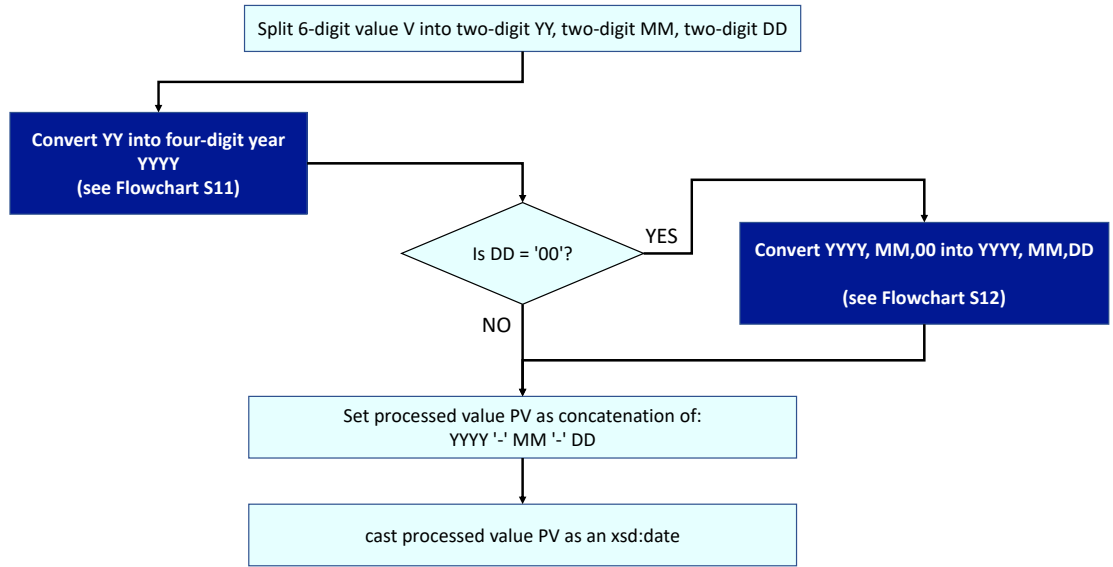 Split 6-digit value V into two-digit YY, two-digit MM, two-digit DD
Convert YY into four-digit year
YYYY
(see Flowchart S11)
Is DD = '00'?
YES
Convert YYYY, MM,00 into YYYY, MM,DD
(see Flowchart S12)
NO
Set processed value PV as concatenation of:
YYYY '-' MM '-' DD
cast processed value PV as an xsd:date